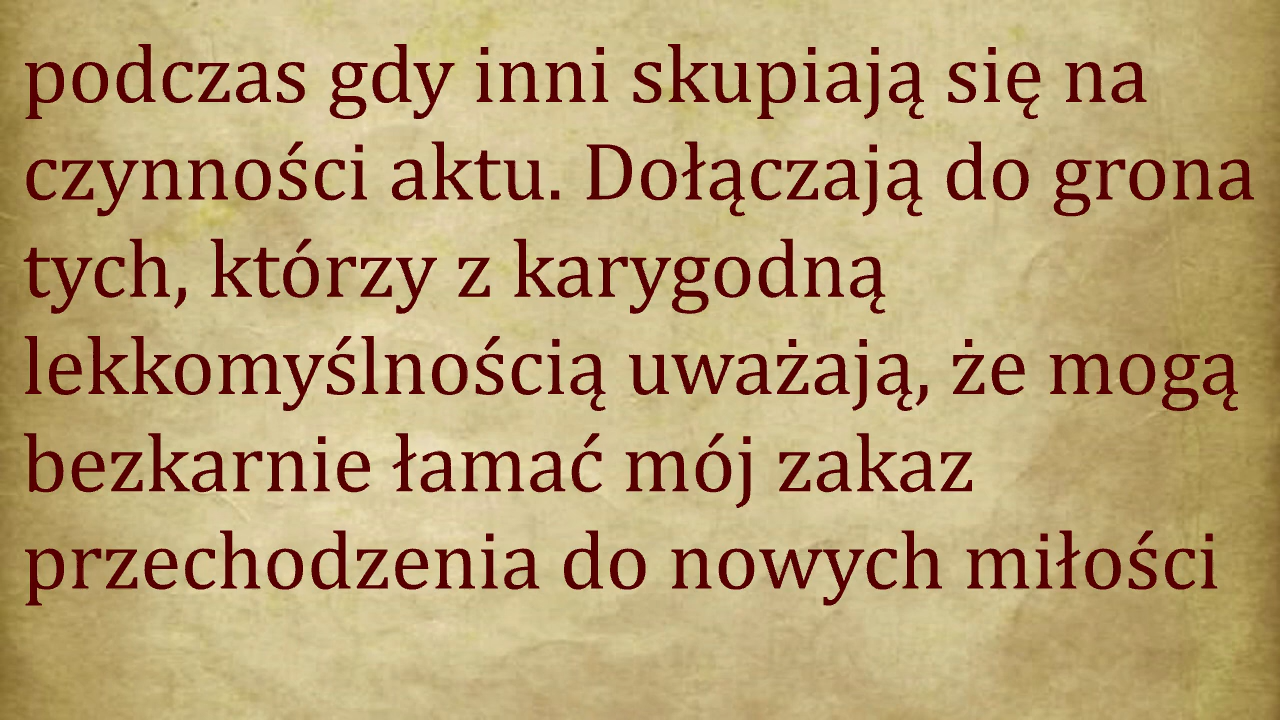 podczas gdy inni skupiają się na
czynności aktu. Dołączają do grona
tych, którzy z karygodną
lekkomyślnością uważają, że mogą
bezkarnie łamać mój zakaz
przechodzenia do nowych miłości